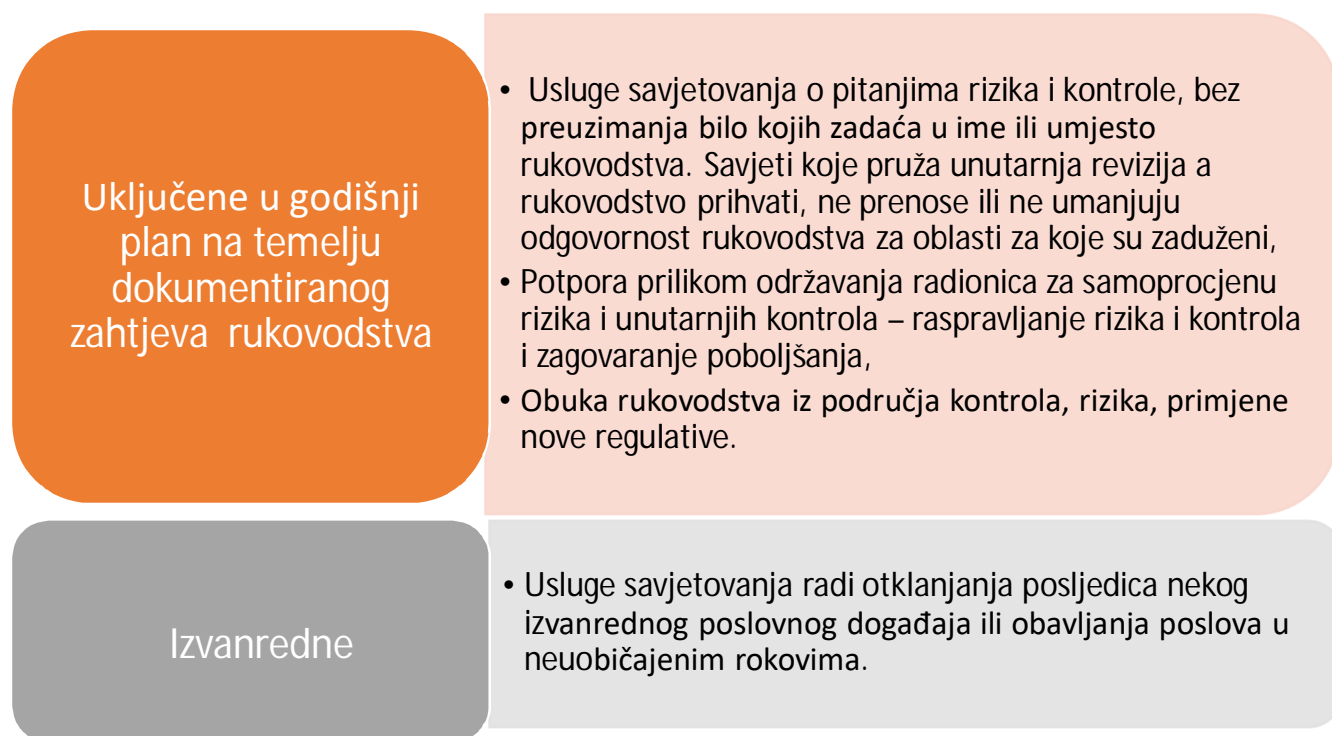 Uključene u godišnji
plan na temelju
dokumentiranog
zahtjeva rukovodstva
• Usluge savjetovanja o pitanjima rizika i kontrole, bez
preuzimanja bilo kojih zadaća u ime ili umjesto
rukovodstva. Savjeti koje pruža unutarnja revizija a
rukovodstvo prihvati, ne prenose ili ne umanjuju
odgovornost rukovodstva za oblasti za koje su zaduženi,
• Potpora prilikom održavanja radionica za samoprocjenu
rizika i unutarnjih kontrola – raspravljanje rizika i kontrola
i zagovaranje poboljšanja,
• Obuka rukovodstva iz područja kontrola, rizika, primjene
nove regulative.
Izvanredne
• Usluge savjetovanja radi otklanjanja posljedica nekog
izvanrednog poslovnog događaja ili obavljanja poslova u
neuobičajenim rokovima.